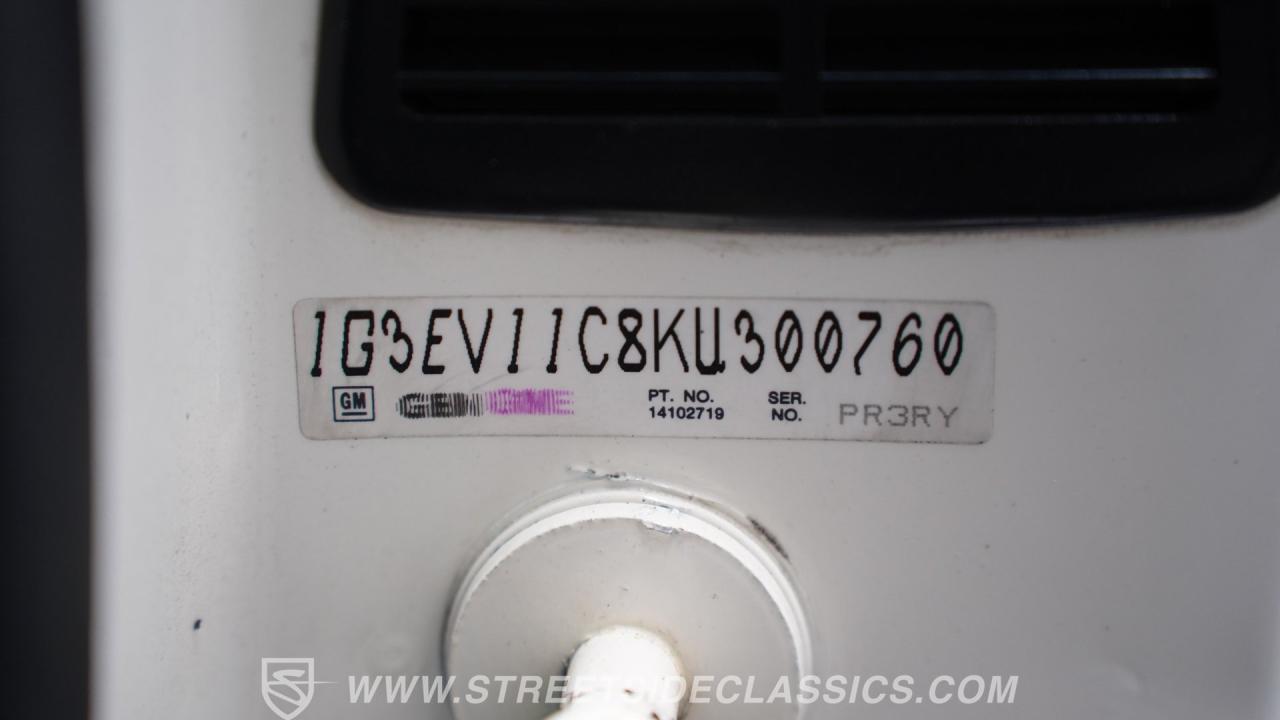 1G3EV11C8KU300760
GM PT. NO. SER.
14102719 NO. PR3RY
WWW.STREETSIDECLASSICS.COM